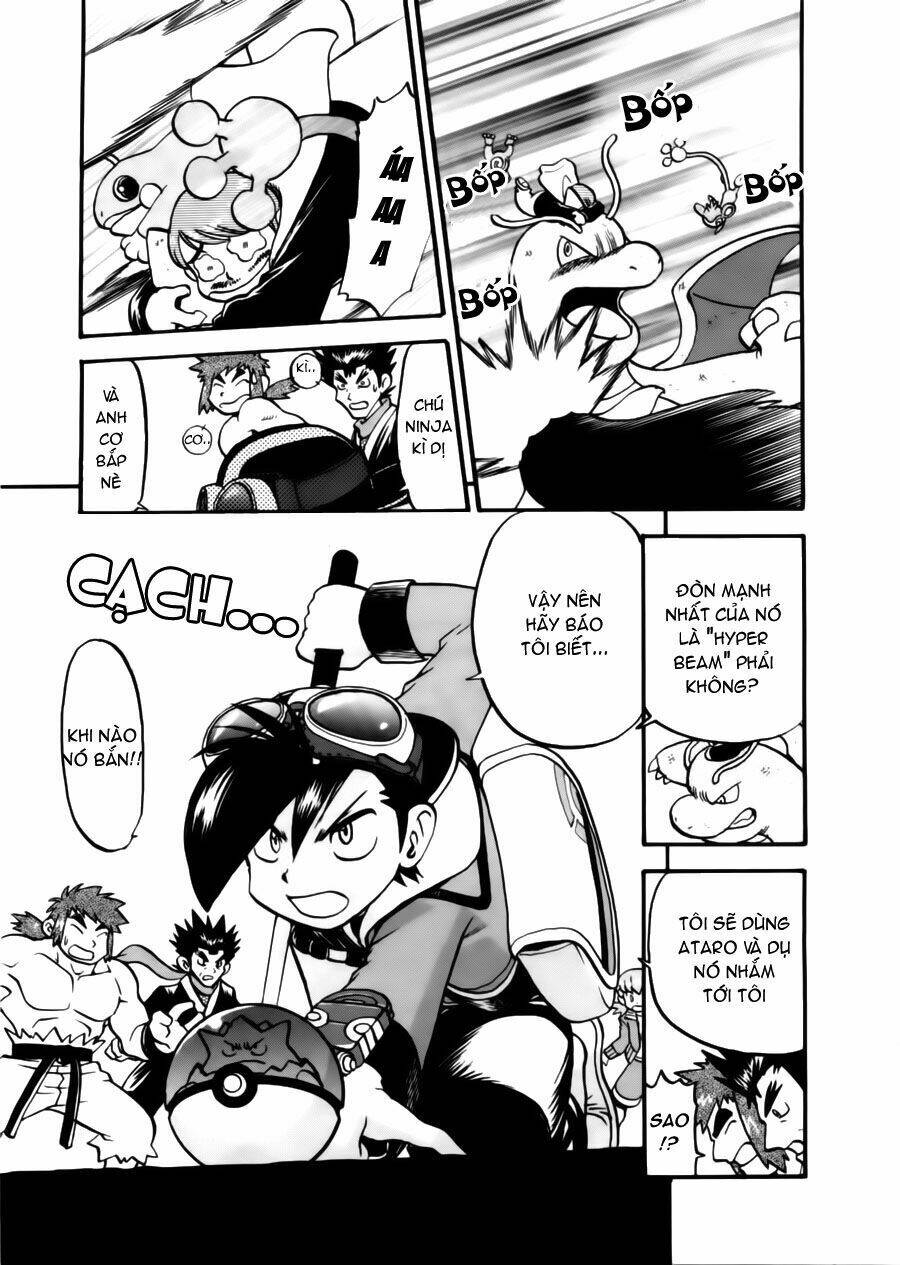 BỐP
BỐP
BỐP
BỐP
ÁA
AA
A
CHÚ
NINJA
KÌ DỊ
KÌ..
CƠ..
VÀ
ANH
CƠ
BẮP
NÈ
ĐÒN MẠNH
NHẤT CỦA NÓ
LÀ "HYPER
BEAM" PHẢI
KHÔNG?
TÔI SẼ DÙNG
ATARO VÀ DỤ
NÓ NHẮM
TỚI TÔI
SAO
!?
VẬY NÊN
HÃY BÁO
TÔI BIẾT...
CẠCH...
KHI NÀO
NÓ BẮN!!